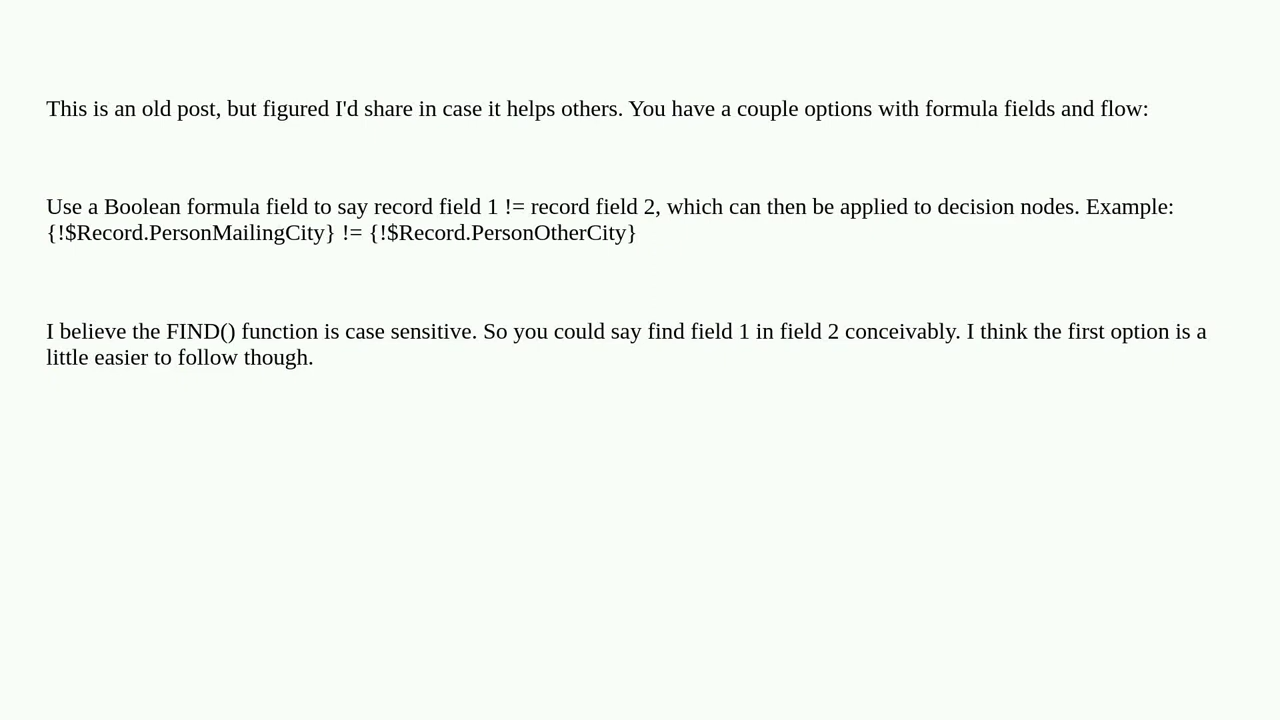 This is an old post, but figured I'd share in case it helps others. You have a couple options with formula fields and flow:
Use a Boolean formula field to say record field 1 != record field 2, which can then be applied to decision nodes. Example:
{!$Record.PersonMailingCity} != {!$Record.PersonOtherCity}
I believe the FIND() function is case sensitive. So you could say find field 1 in field 2 conceivably. I think the first option is a
little easier to follow though.